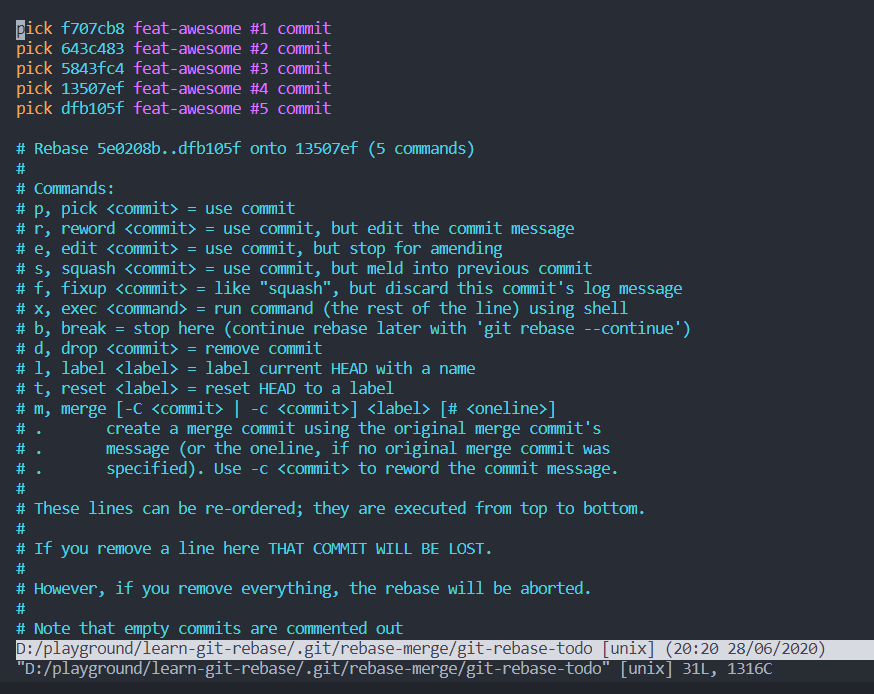 pick f707cb8 feat-awesome #1 commit
pick 643c483 feat-awesome #2 commit
pick 5843fc4 feat-awesome #3 commit
pick 13507ef feat-awesome #4 commit
pick dfb105f feat-awesome #5 commit
# Rebase 5e0208b..dfb105f onto 13507ef (5 commands)
#
# Commands:
# p, pick <commit> = use commit
# r, reword <commit> = use commit, but edit the commit message
# e, edit <commit> = use commit, but stop for amending
# s, squash <commit> = use commit, but meld into previous commit
# f, fixup <commit> = like "squash", but discard this commit's log message
# x, exec <command> = run command (the rest of the line) using shell
# b, break = stop here (continue rebase later with 'git rebase --continue')
# d, drop <commit> = remove commit
# l, label <label> = label current HEAD with a name
# t, reset <label> = reset HEAD to a label
# m, merge [-C <commit> | -c <commit>] <label> [# <oneline>]
# .       create a merge commit using the original merge commit's
# .       message (or the oneline, if no original merge commit was
# .       specified). Use -c <commit> to reword the commit message.
#
# These lines can be re-ordered; they are executed from top to bottom.
#
# If you remove a line here THAT COMMIT WILL BE LOST.
#
# However, if you remove everything, the rebase will be aborted.
#
# Note that empty commits are commented out
D:/playground/learn-git-rebase/.git/rebase-merge/git-rebase-todo [unix] (20:20 28/06/2020)
"D:/playground/learn-git-rebase/.git/rebase-merge/git-rebase-todo" [unix] 31L, 1316C